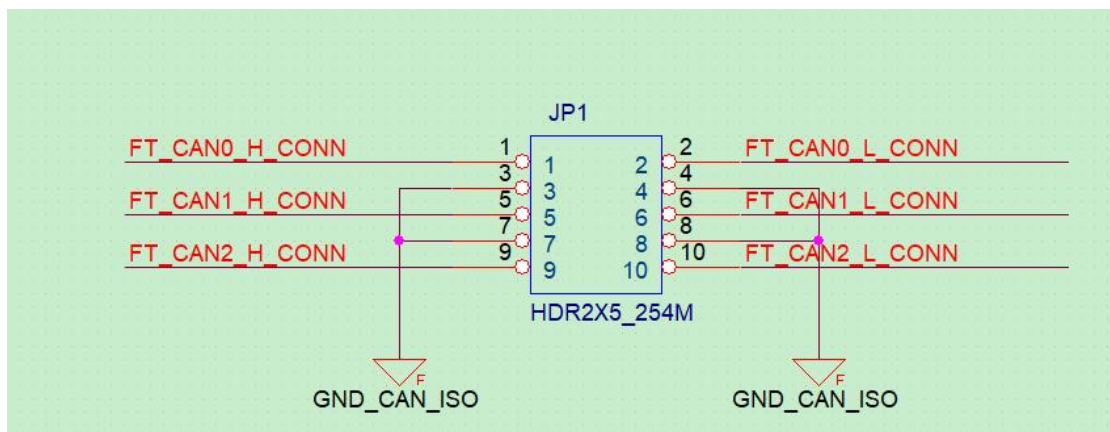 JP1
FT_CAN0_H_CONN 1 1 2 2 FT_CAN0_L_CONN
3 3 4 4
FT_CAN1_H_CONN 5 5 6 6 FT_CAN1_L_CONN
7 7 8 8
FT_CAN2_H_CONN 9 9 10 10 FT_CAN2_L_CONN
HDR2X5_254M
F F
GND_CAN_ISO GND_CAN_ISO